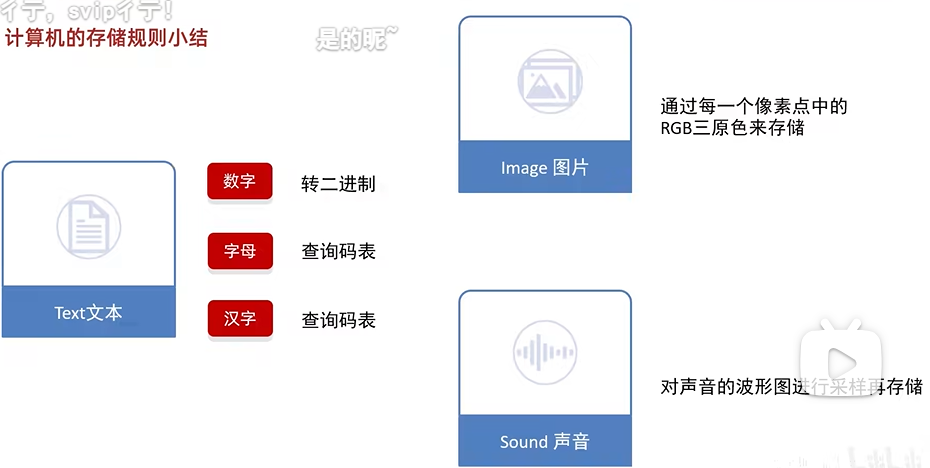 亍, svip亍亍!
计算机的存储规则小结
是的昵~
Text文本
数字
转二进制
字母
查询码表
汉字
查询码表
Image 图片
通过每一个像素点中的
RGB三原色来存储
Sound 声音
对声音的波形图进行采样再存储